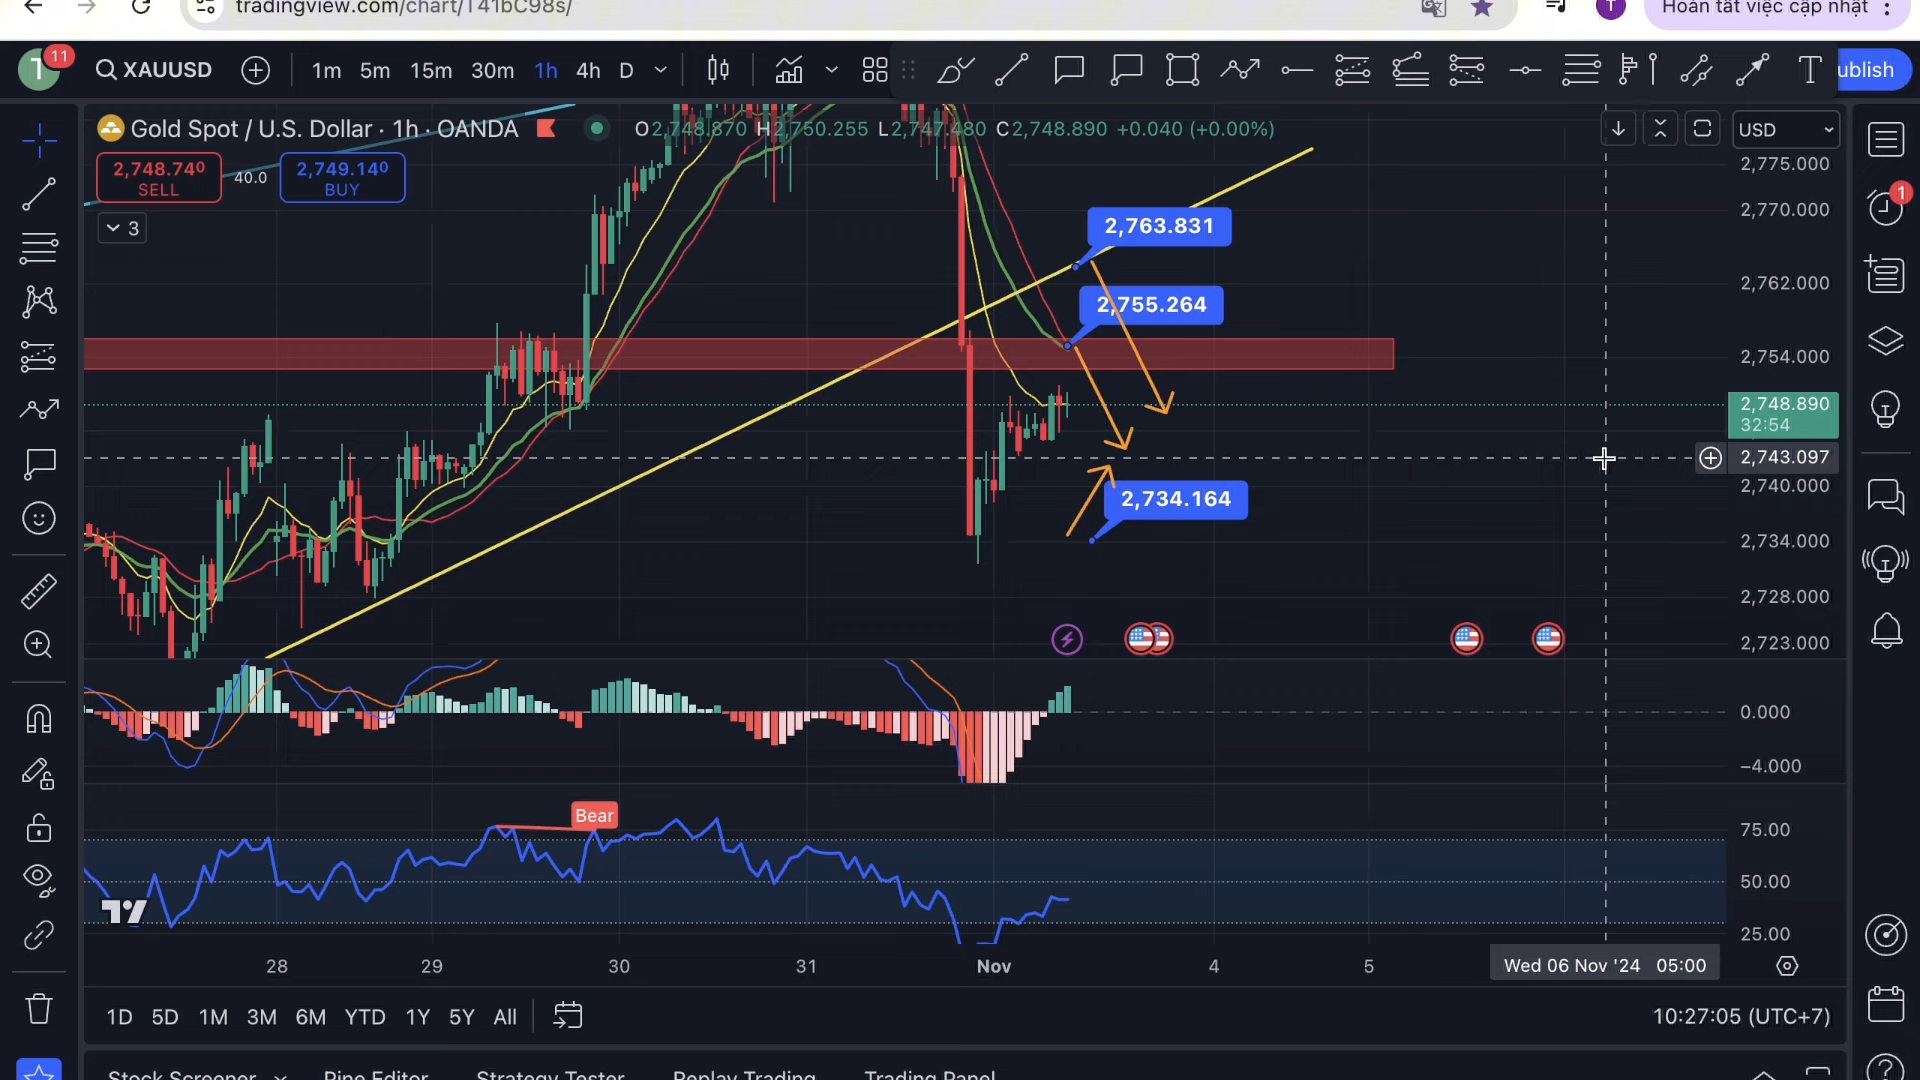 tradingview.com/chart/T41bC98s/
T
Hoàn tất việc cập nhật
11
XAUUSD 1m 5m 15m 30m 1h 4h D
ublish
Gold Spot / U.S. Dollar · 1h · OANDA O2,748.870 H2,750.255 L2,747.480 C2,748.890 +0.040 (+0.00%)
USD
2,748.740
SELL
40.0
2,749.140
BUY
3
2,775.000
2,770.000
2,762.000
2,754.000
2,748.890
32:54
2,743.097
2,740.000
2,734.000
2,728.000
2,723.000
2,763.831
2,755.264
2,734.164
0.000
−4.000
Bear
75.00
50.00
25.00
28 29 30 31 Nov 4 5 Wed 06 Nov '24 05:00
1D 5D 1M 3M 6M YTD 1Y 5Y All
10:27:05 (UTC+7)
Stock Screener Pine Editor Strategy Tester Replay Trading Trading Panel
1